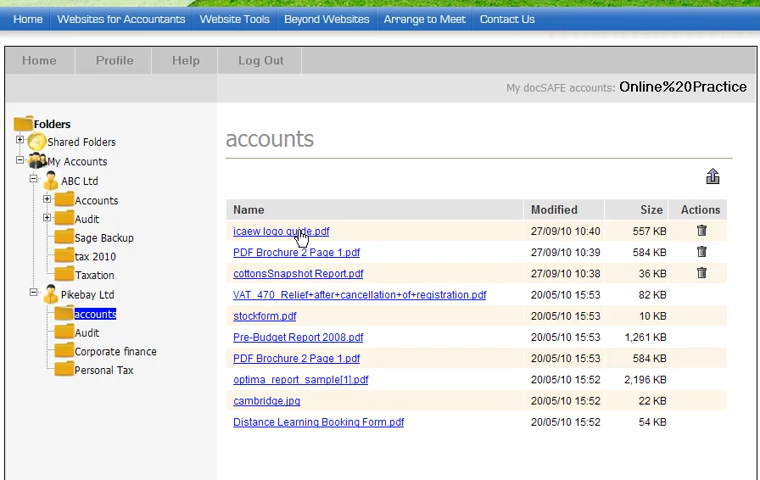 Home Websites for Accountants Website Tools Beyond Websites Arrange to Meet Contact Us
Home Profile Help Log Out
My docSAFE accounts: Online%20Practice
Folders
Shared Folders
My Accounts
ABC Ltd
Accounts
Audit
Sage Backup
tax 2010
Taxation
Pikebay Ltd
accounts
Audit
Corporate finance
Personal Tax
accounts
Name Modified Size Actions
icaew logo guide.pdf 27/09/10 10:40 557 KB
PDF Brochure 2 Page 1.pdf 27/09/10 10:39 584 KB
cottonsSnapshot Report.pdf 27/09/10 10:38 36 KB
VAT_470_Relief+after+cancellation+of+registration.pdf 20/05/10 15:53 82 KB
stockform.pdf 20/05/10 15:53 10 KB
Pre-Budget Report 2008.pdf 20/05/10 15:53 1,261 KB
PDF Brochure 2 Page 1.pdf 20/05/10 15:53 584 KB
optima_report_sample[1].pdf 20/05/10 15:52 2,196 KB
cambridge.jpg 20/05/10 15:52 22 KB
Distance Learning Booking Form.pdf 20/05/10 15:52 54 KB